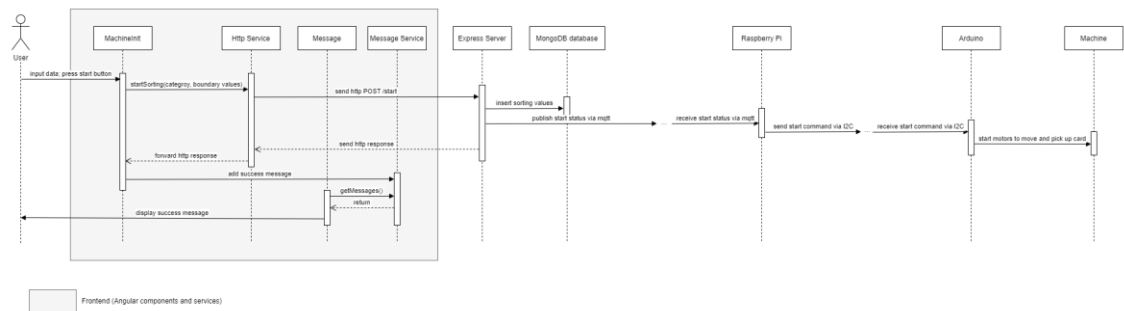 MachineInit
Http Service
Message
Message Service
Express Server
MongoDB database
Raspberry Pi
Arduino
Machine
User
input data, press start button
startSorting(categroy, boundary values)
send http POST /start
insert sorting values
publish start status via mqtt
...
receive start status via mqtt
send start command via I2C
...
receive start command via I2C
start motors to move and pick up card
send http response
forward http response
add success message
getMessages()
return
display success message
Frontend (Angular components and services)